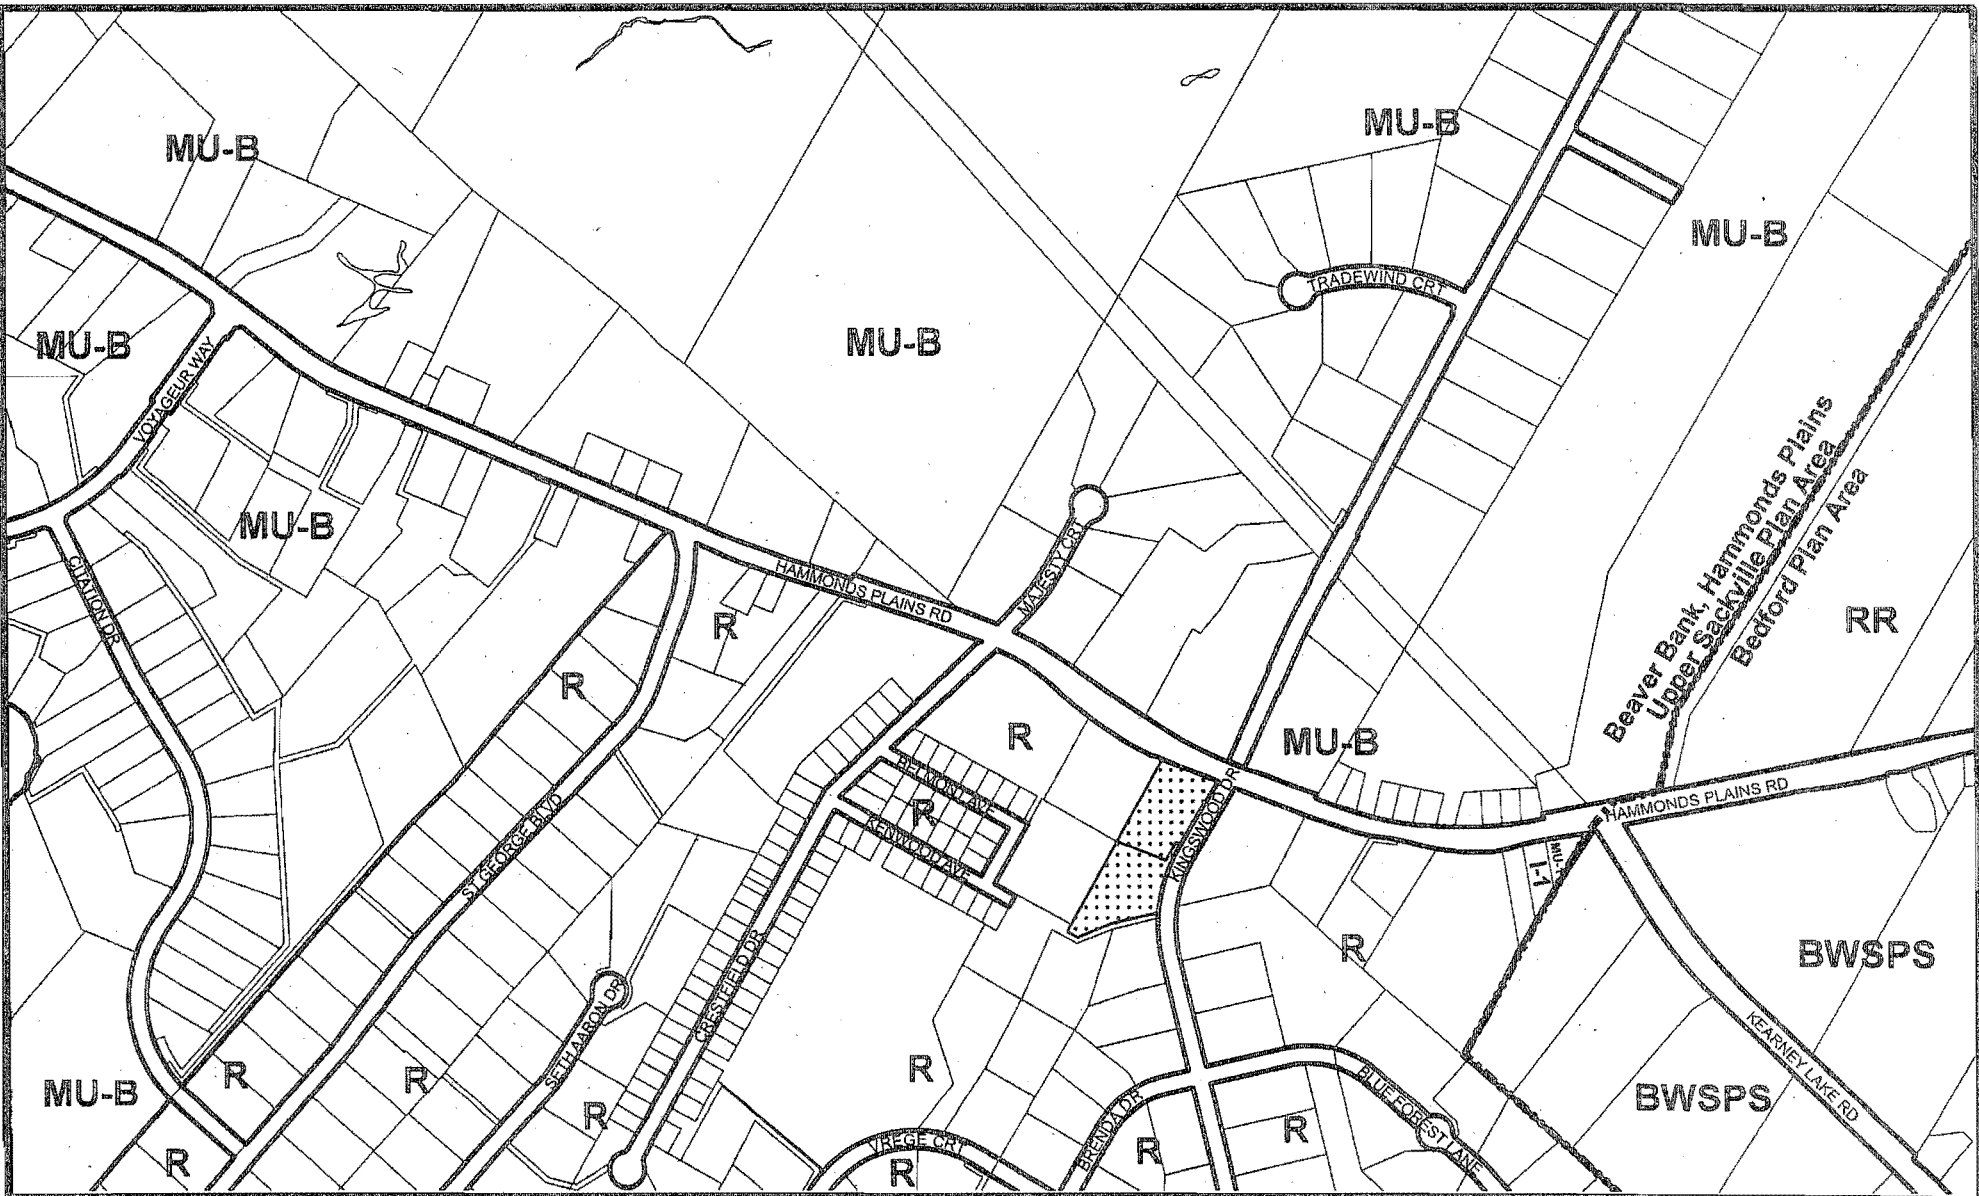 MU-B
MU-B
MU-B
TRADEWIND CRT
MU-B
MU-B
VOYAGEUR WAY
MU-B
Beaver Bank, Hammonds Plains
Upper Sackville Plan Area
Bedford Plan Area
MU-B
CITATION DR
MAJESTY CRT
HAMMONDS PLAINS RD
R
RR
R
R
MU-B
BELMONT AVE
R
KENWOOD AVE
KINGSWOOD DR
HAMMONDS PLAINS RD
ST GEORGE BLVD
I-1
R
BWSPS
CRESTFIELD DR
SETH AARON DR
KEARNEY LAKE RD
MU-B
R
R
R
R
BRENDA DR
BLUE FOREST LANE
BWSPS
R
VREGE CRT
R
R
R